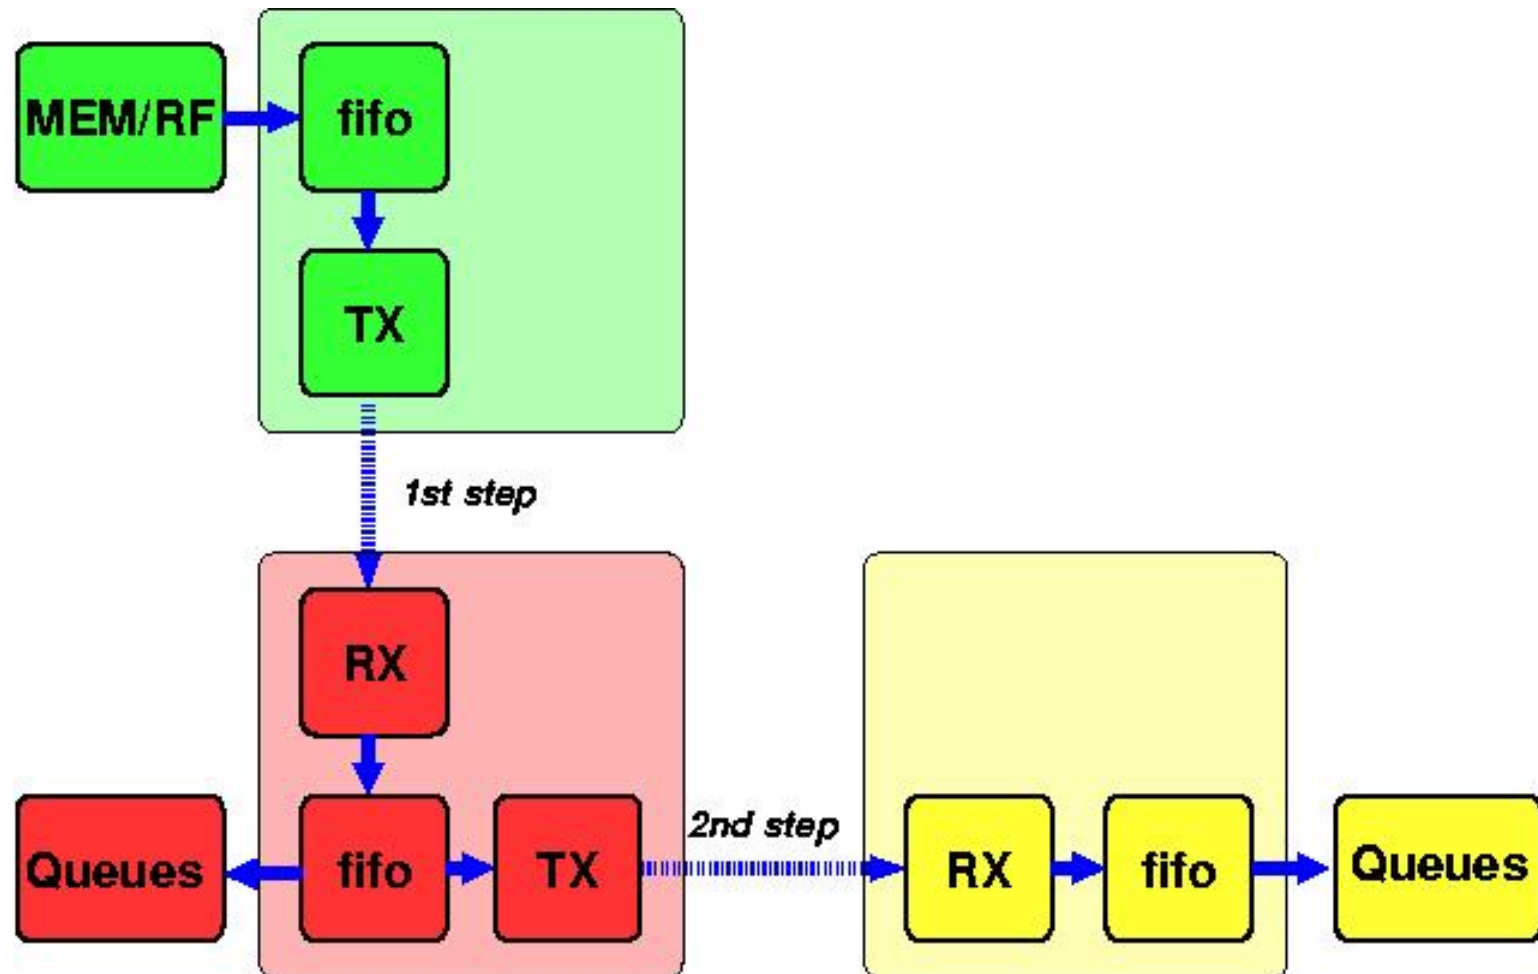 MEM/RF
fifo
TX
1st step
RX
Queues
fifo
TX
2nd step
RX
fifo
Queues